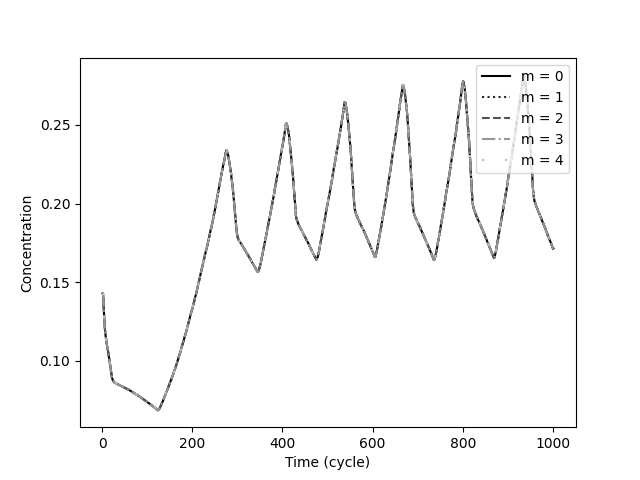 m = 0
m = 1
m = 2
m = 3
m = 4
Concentration
0.25
0.20
0.15
0.10
0
200
400
600
800
1000
Time (cycle)